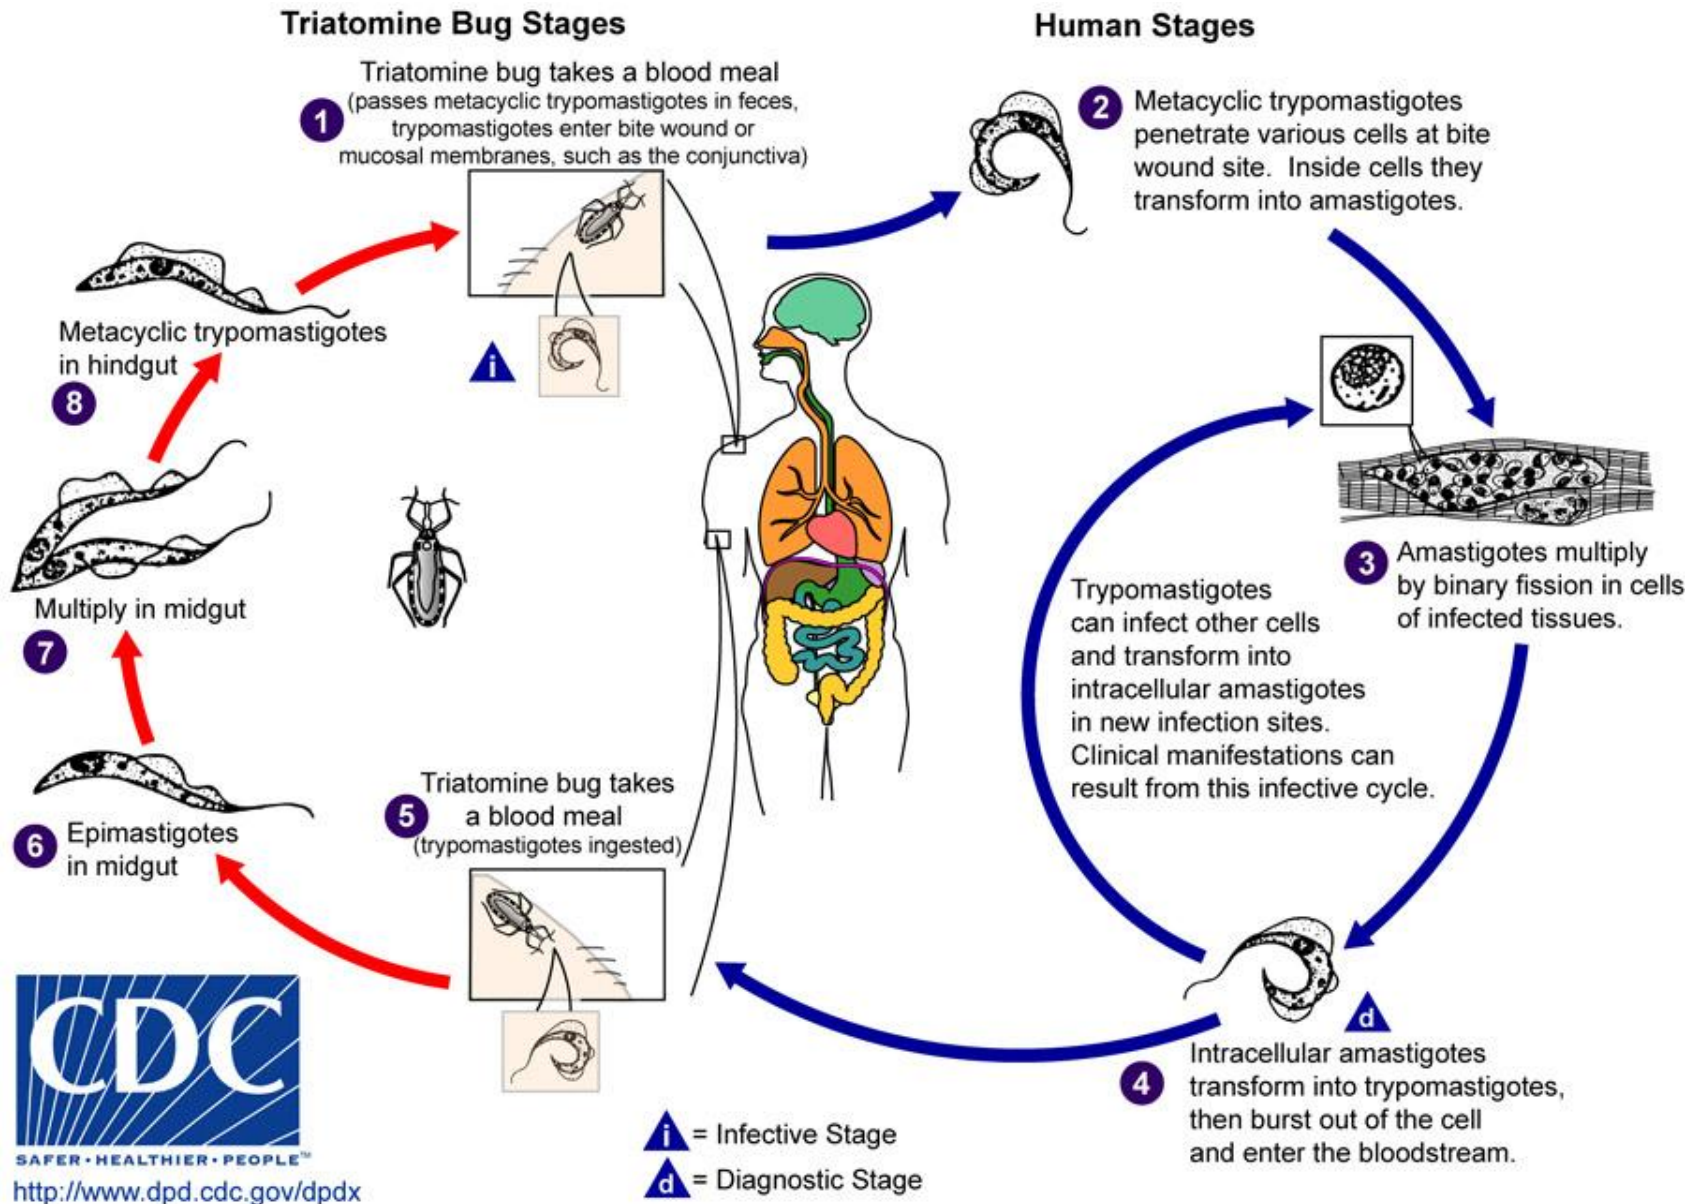 Triatomine Bug Stages
Human Stages
1
Triatomine bug takes a blood meal
(passes metacyclic trypomastigotes in feces,
trypomastigotes enter bite wound or
mucosal membranes, such as the conjunctiva)
i
2
Metacyclic trypomastigotes
penetrate various cells at bite
wound site. Inside cells they
transform into amastigotes.
3
Amastigotes multiply
by binary fission in cells
of infected tissues.
Trypomastigotes
can infect other cells
and transform into
intracellular amastigotes
in new infection sites.
Clinical manifestations can
result from this infective cycle.
d
4
Intracellular amastigotes
transform into trypomastigotes,
then burst out of the cell
and enter the bloodstream.
5
Triatomine bug takes
a blood meal
(trypomastigotes ingested)
6
Epimastigotes
in midgut
Multiply in midgut
7
Metacyclic trypomastigotes
in hindgut
8
CDC
SAFER•HEALTHIER•PEOPLE™
http://www.dpd.cdc.gov/dpdx
i = Infective Stage
d = Diagnostic Stage